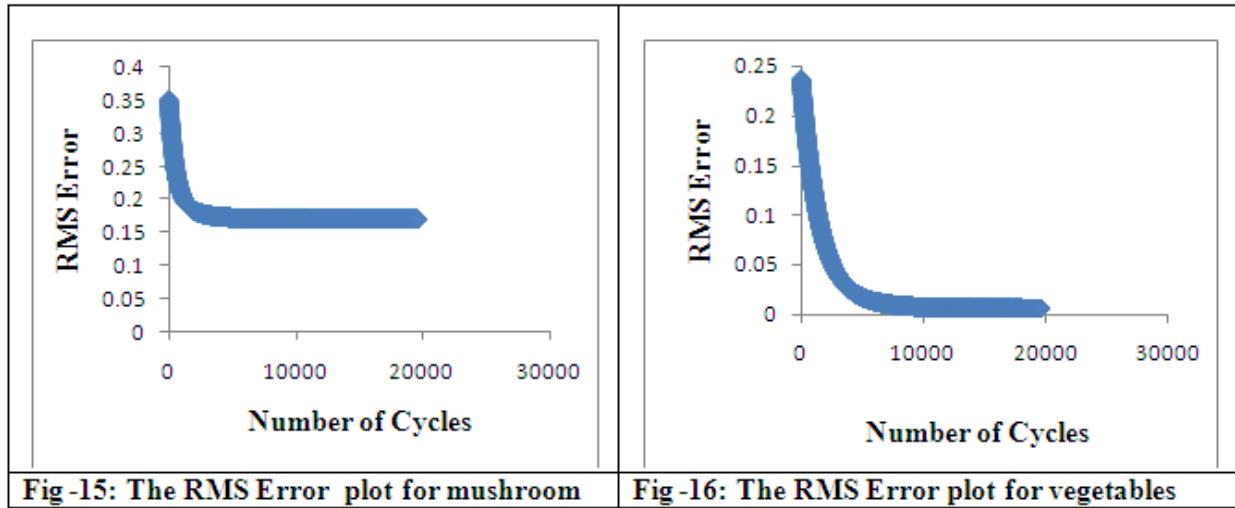 0.4
0.35
0.3
0.25
0.2
0.15
0.1
0.05
0
RMS Error
0 10000 20000 30000
Number of Cycles
Fig -15: The RMS Error plot for mushroom
0.25
0.2
0.15
0.1
0.05
0
RMS Error
0 10000 20000 30000
Number of Cycles
Fig -16: The RMS Error plot for vegetables